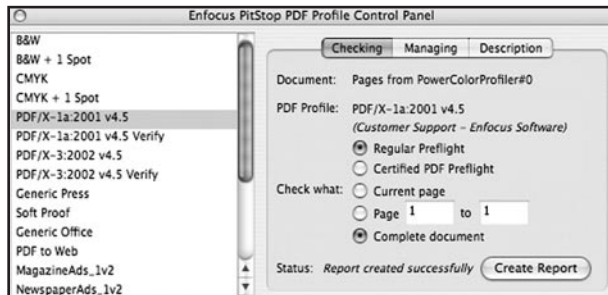 Enfocus PitStop PDF Profile Control Panel
B&W
B&W + 1 Spot
CMYK
CMYK + 1 Spot
PDF/X-1a:2001 v4.5
PDF/X-1a:2001 v4.5 Verify
PDF/X-3:2002 v4.5
PDF/X-3:2002 v4.5 Verify
Generic Press
Soft Proof
Generic Office
PDF to Web
MagazineAds_1v2
NewspaperAds_1v2
Checking Managing Description
Document: Pages from PowerColorProfiler#0
PDF Profile: PDF/X-1a:2001 v4.5
(Customer Support - Enfocus Software)
Regular Preflight
Certified PDF Preflight
Check what: Current page
Page 1 to 1
Complete document
Status: Report created successfully Create Report